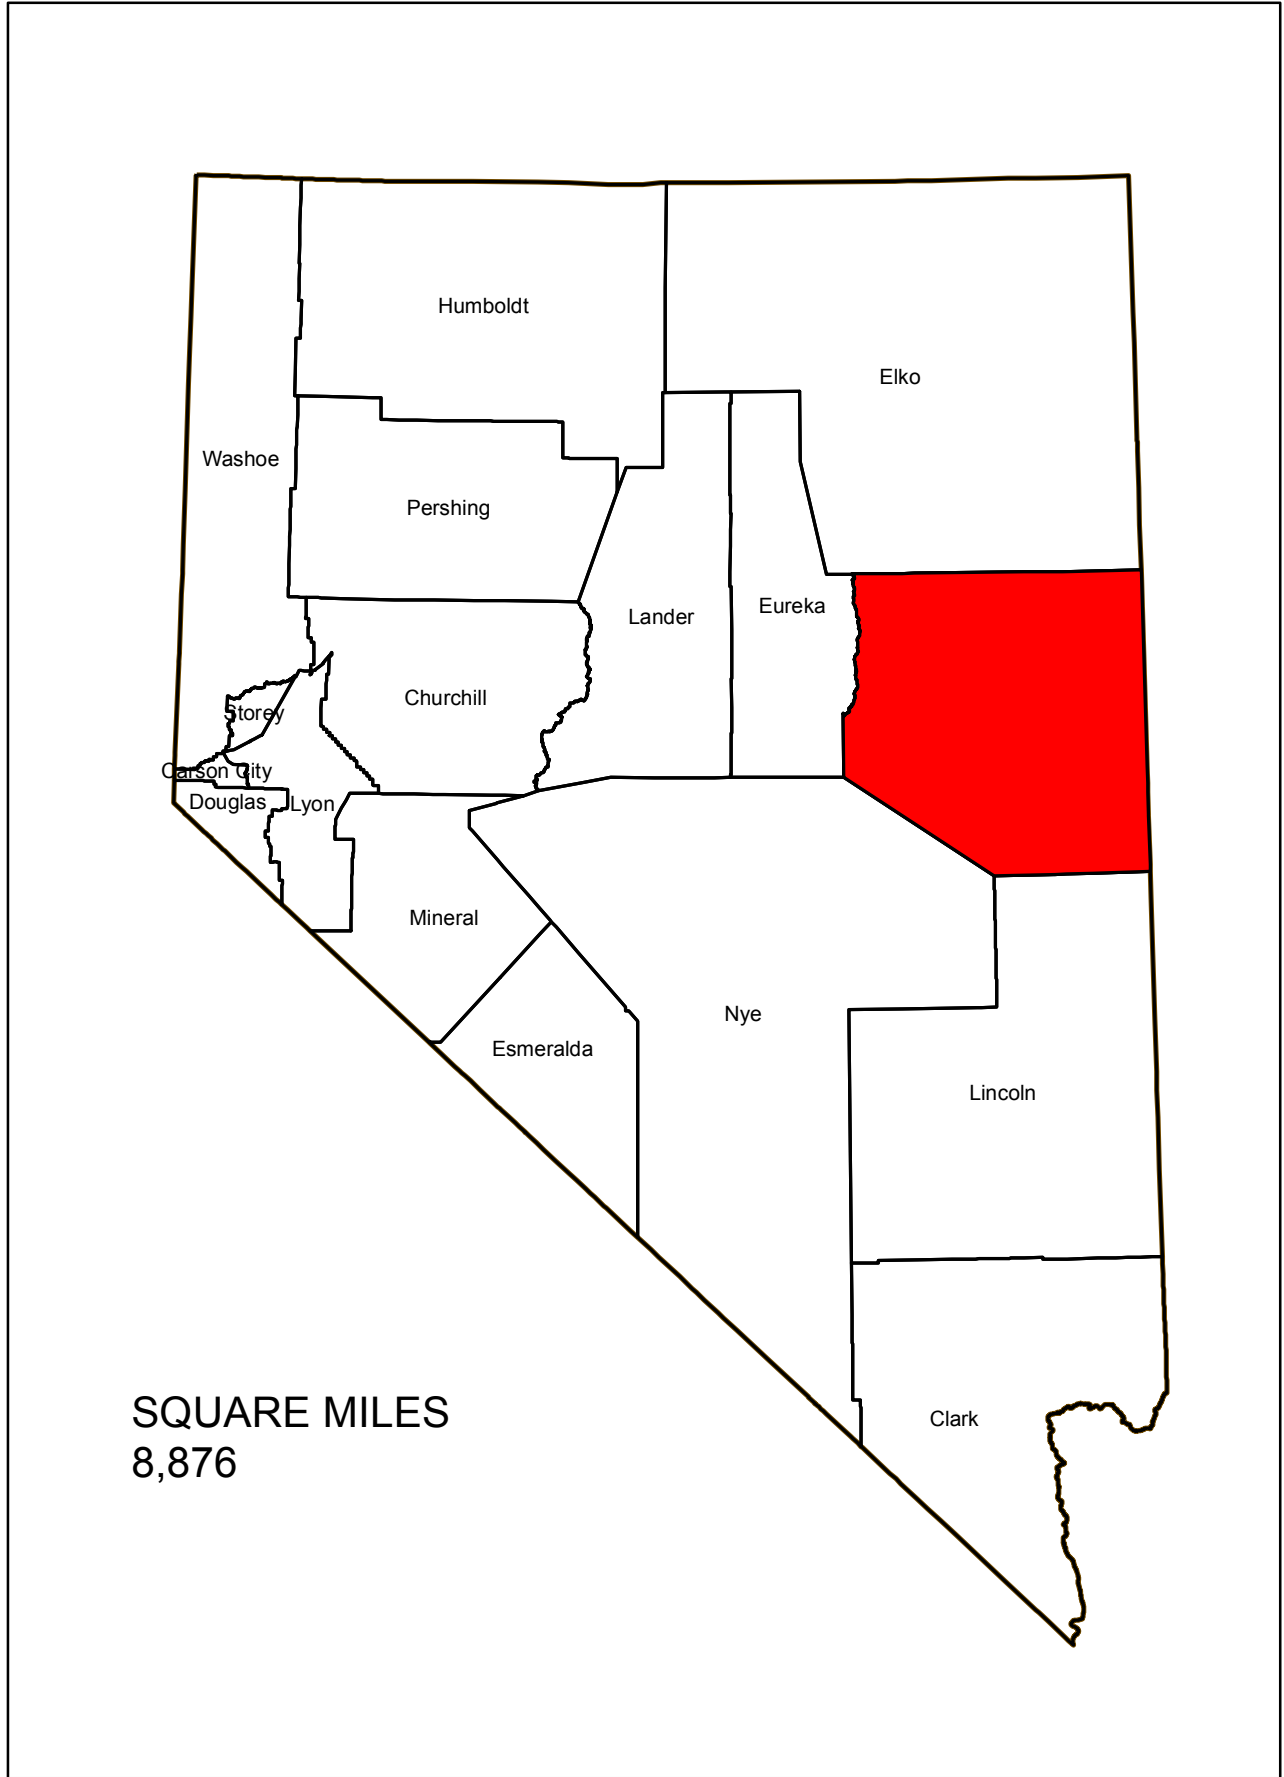 Humboldt
Elko
Washoe
Pershing
Eureka
Lander
Churchill
Storey
Carson City
Douglas
Lyon
Mineral
Nye
Esmeralda
Lincoln
SQUARE MILES
8,876
Clark